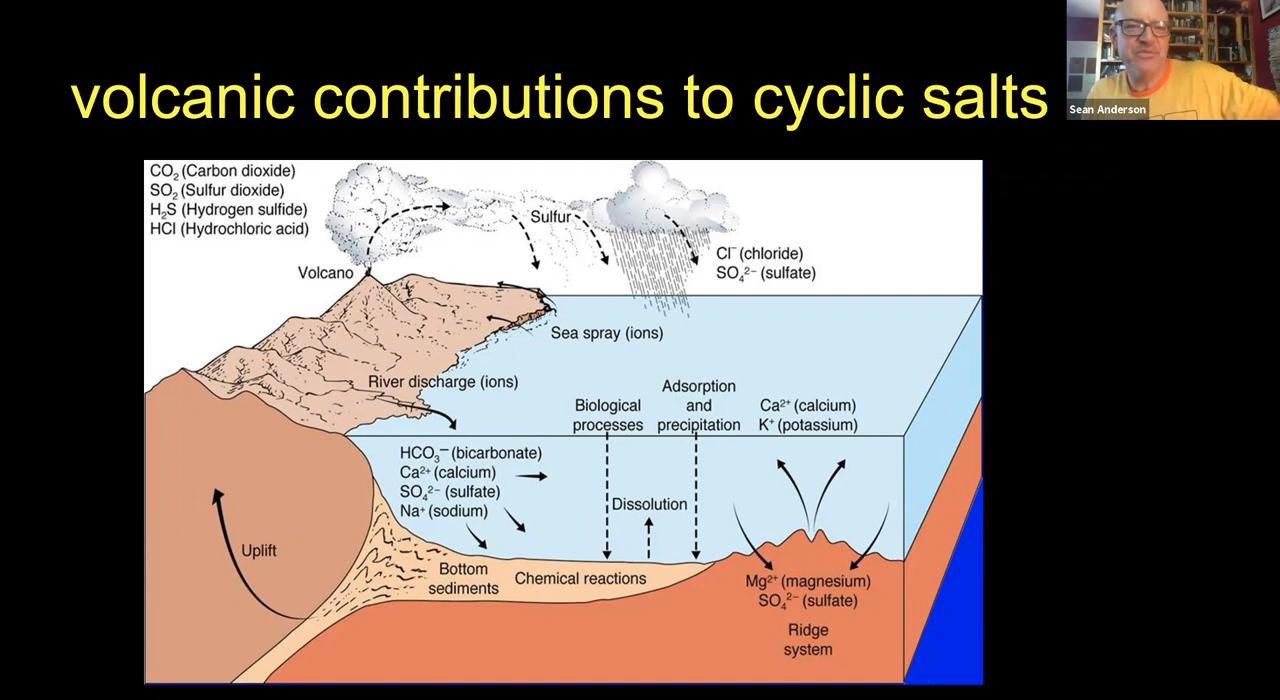 volcanic contributions to cyclic salts
Sean Anderson
CO₂ (Carbon dioxide)
SO₂ (Sulfur dioxide)
H₂S (Hydrogen sulfide)
HCl (Hydrochloric acid)
Volcano
Sulfur
Cl⁻ (chloride)
SO₄²⁻ (sulfate)
Sea spray (ions)
River discharge (ions)
Biological
processes
Adsorption
and
precipitation
Ca²⁺ (calcium)
K⁺ (potassium)
HCO₃⁻ (bicarbonate)
Ca²⁺ (calcium)
SO₄²⁻ (sulfate)
Na⁺ (sodium)
Dissolution
Uplift
Bottom
sediments
Chemical reactions
Mg²⁺ (magnesium)
SO₄²⁻ (sulfate)
Ridge
system